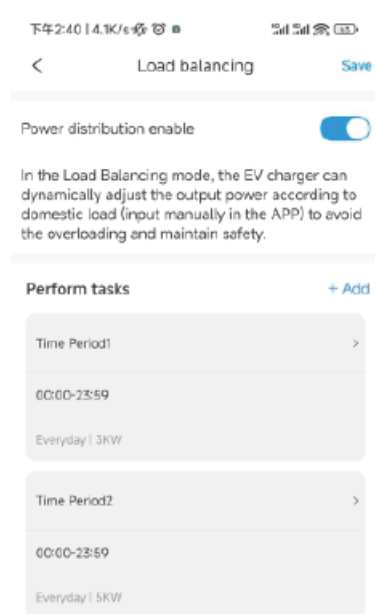 下午2:40 | 4.1K/s
Load balancing
Save
Power distribution enable
In the Load Balancing mode, the EV charger can
dynamically adjust the output power according to
domestic load (input manually in the APP) to avoid
the overloading and maintain safety.
Perform tasks
+ Add
Time Period1
00:00-23:59
Everyday | 3KW
Time Period2
00:00-23:59
Everyday | 5KW